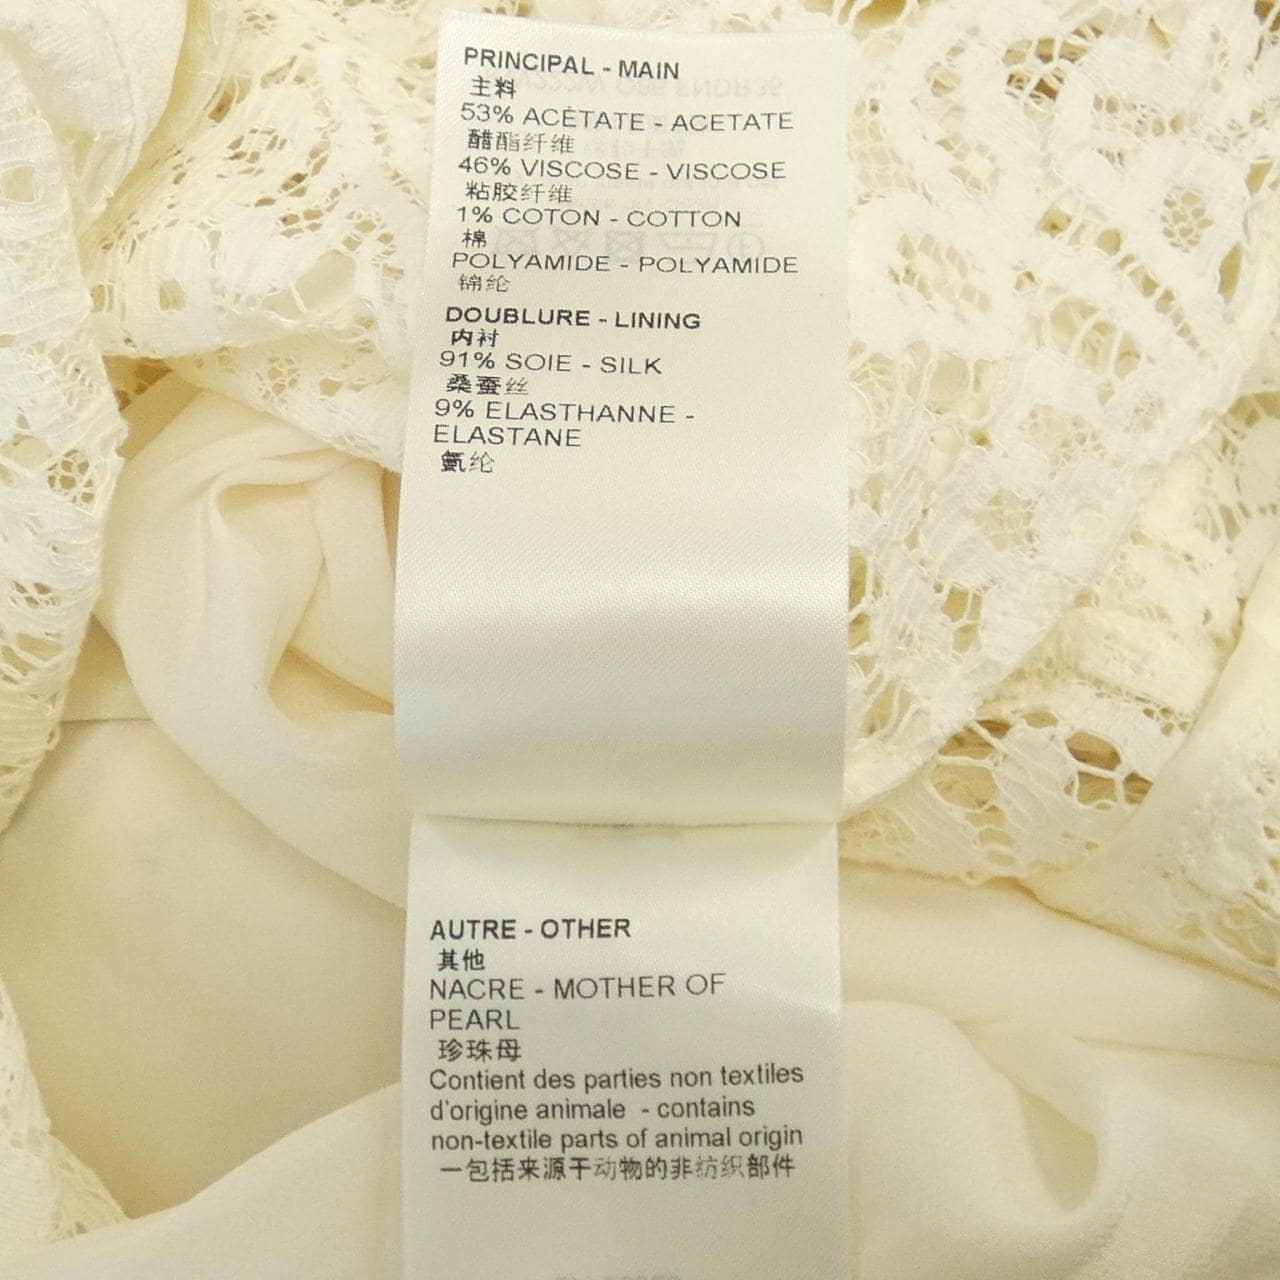 PRINCIPAL - MAIN
主料
53% ACÉTATE - ACETATE
醋酯纤维
46% VISCOSE - VISCOSE
粘胶纤维
1% COTON - COTTON
棉
POLYAMIDE - POLYAMIDE
锦纶
DOUBLURE - LINING
内衬
91% SOIE - SILK
桑蚕丝
9% ELASTHANNE -
ELASTANE
氨纶
AUTRE - OTHER
其他
NACRE - MOTHER OF
PEARL
珍珠母
Contient des parties non textiles
d'origine animale - contains
non-textile parts of animal origin
一包括来源于动物的非纺织部件